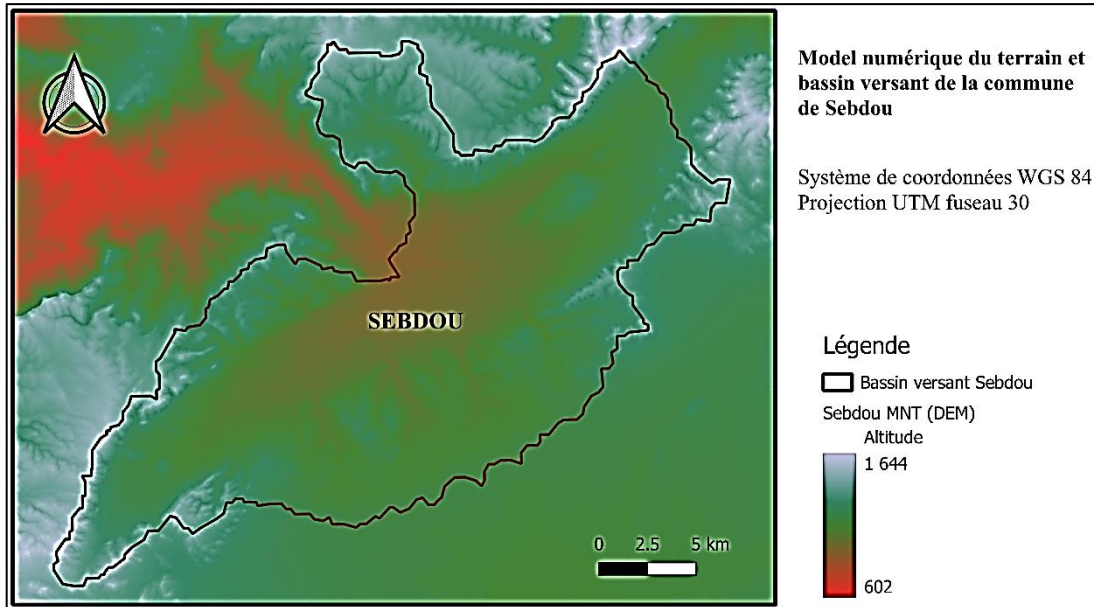 Model numérique du terrain et
bassin versant de la commune
de Sebdou
Système de coordonnées WGS 84
Projection UTM fuseau 30
SEBDOU
Légende
Bassin versant Sebdou
Sebdou MNT (DEM)
Altitude
1 644
602
0 2.5 5 km